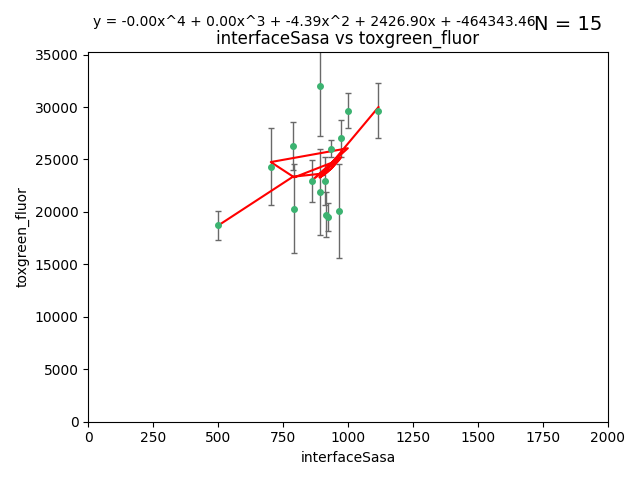 y = -0.00x^4 + 0.00x^3 + -4.39x^2 + 2426.90x + -464343.46
N = 15
interfaceSasa vs toxgreen_fluor
35000
30000
25000
20000
15000
10000
5000
0
toxgreen_fluor
0 250 500 750 1000 1250 1500 1750 2000
interfaceSasa